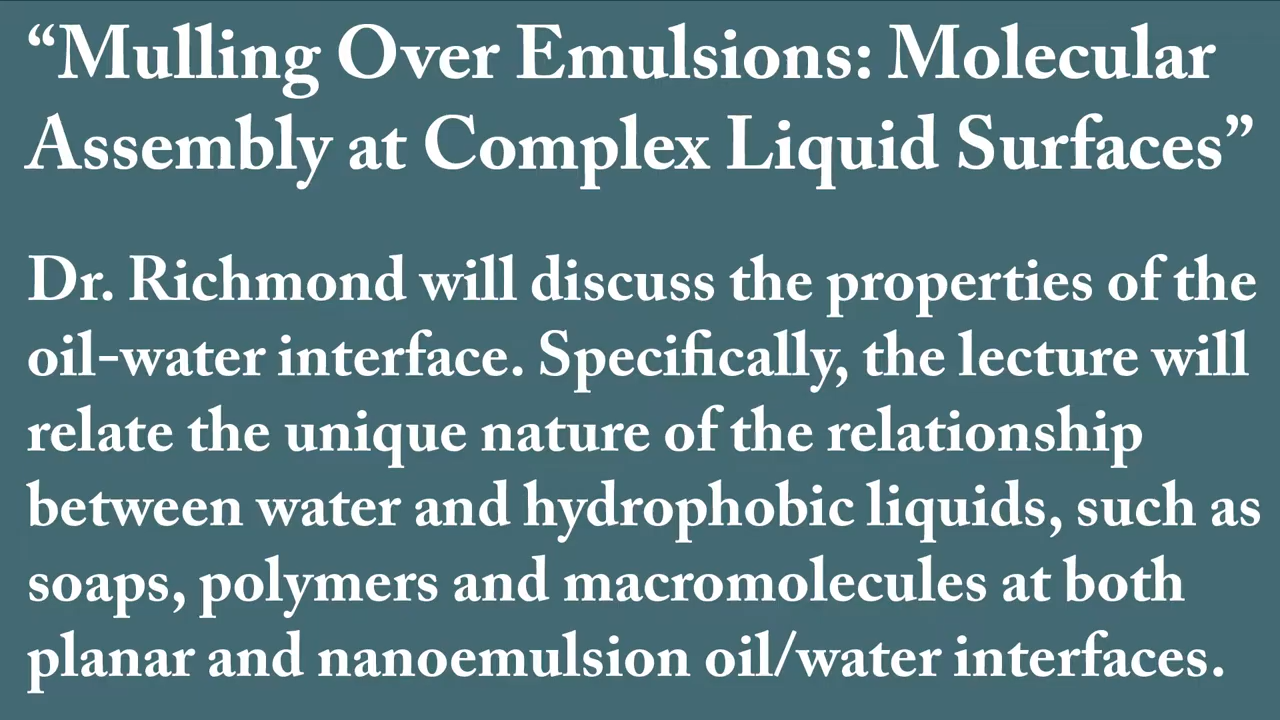 “Mulling Over Emulsions: Molecular
Assembly at Complex Liquid Surfaces”
Dr. Richmond will discuss the properties of the
oil-water interface. Specifically, the lecture will
relate the unique nature of the relationship
between water and hydrophobic liquids, such as
soaps, polymers and macromolecules at both
planar and nanoemulsion oil/water interfaces.